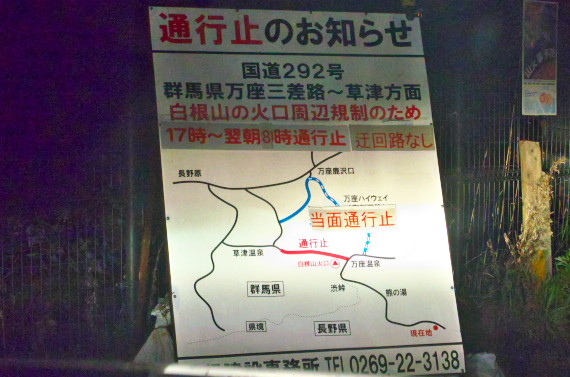 通行止のお知らせ
国道292号
群馬県万座三差路～草津方面
白根山の火口周辺規制のため
17時～翌朝8時通行止 迂回路なし
長野原
万座鹿沢口
万座ハイウェイ
当面通行止
草津温泉
通行止
白根山火口
万座温泉
群馬県
渋峠
熊の湯
県境
長野県
現在地
建設事務所 TEL 0269-22-3138